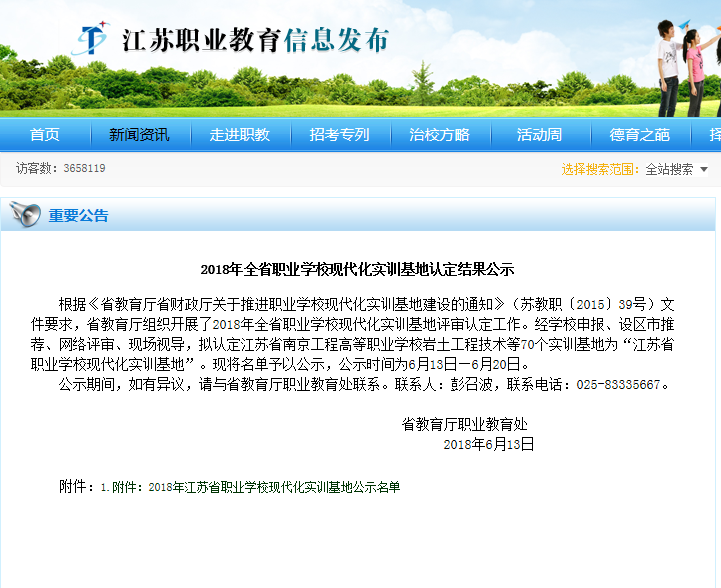 江苏职业教育信息发布
首页 新闻资讯 走进职教 招考专列 治校方略 活动周 德育之葩
访客数：3658119 选择搜索范围：全站搜索
重要公告
2018年全省职业学校现代化实训基地认定结果公示
根据《省教育厅省财政厅关于推进职业学校现代化实训基地建设的通知》（苏教职〔2015〕39号）文
件要求，省教育厅组织开展了2018年全省职业学校现代化实训基地评审认定工作。经学校申报、设区市推
荐、网络评审、现场视导，拟认定江苏省南京工程高等职业学校岩土工程技术等70个实训基地为“江苏省
职业学校现代化实训基地”。现将名单予以公示，公示时间为6月13日—6月20日。
公示期间，如有异议，请与省教育厅职业教育处联系。联系人：彭召波，联系电话：025-83335667。
省教育厅职业教育处
2018年6月13日
附件：1.附件：2018年江苏省职业学校现代化实训基地公示名单